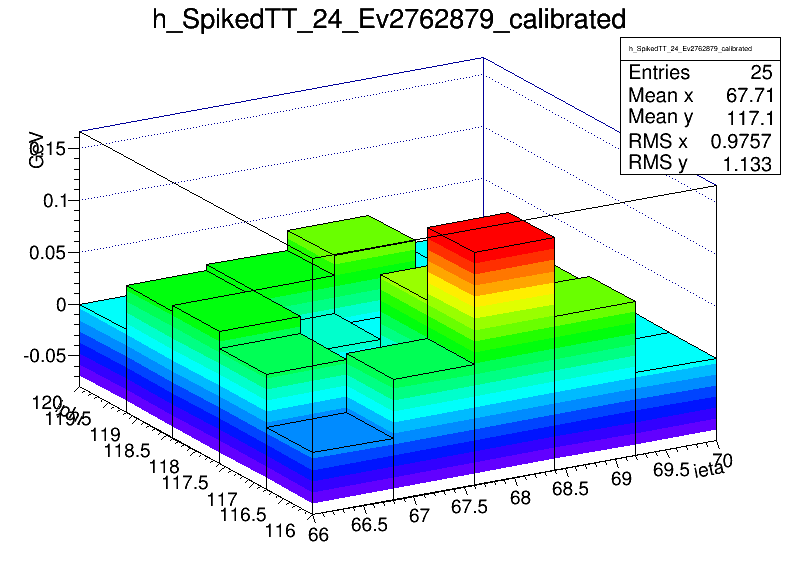 h_SpikedTT_24_Ev2762879_calibrated
h_SpikedTT_24_Ev2762879_calibrated
Entries 25
Mean x 67.71
Mean y 117.1
RMS x 0.9757
RMS y 1.133
GeV
0.15
0.1
0.05
0
-0.05
120
119.5
119
118.5
118
117.5
117
116.5
116
66
66.5
67
67.5
68
68.5
69
69.5
70
ieta